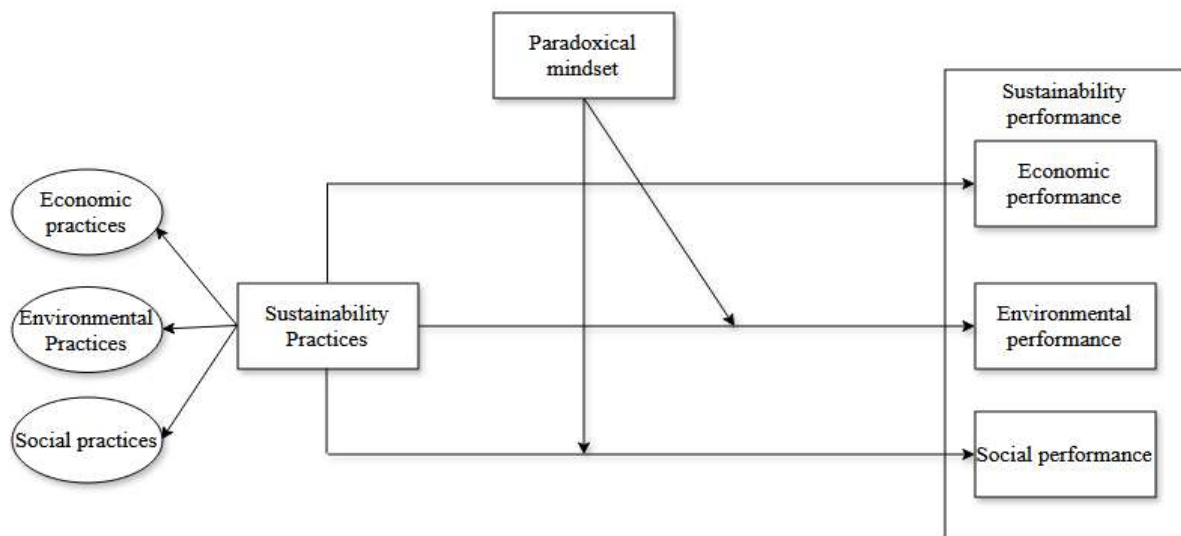 Paradoxical
mindset
Sustainability
performance
Economic
performance
Economic
practices
Sustainability
Practices
Environmental
Practices
Environmental
performance
Social practices
Social performance